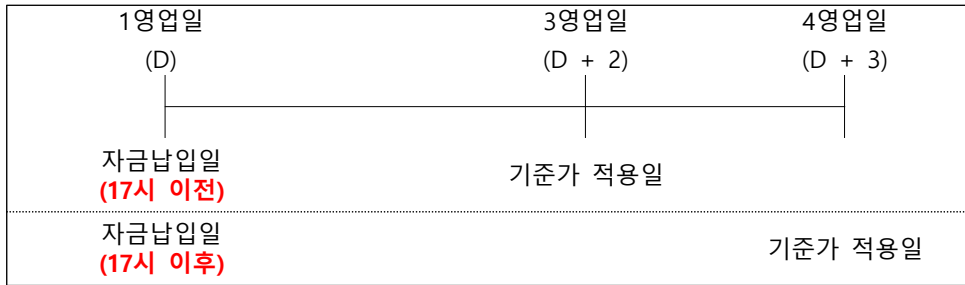 1영업일 3영업일 4영업일
(D) (D + 2) (D + 3)
자금납입일
(17시 이전)
기준가 적용일
자금납입일
(17시 이후)
기준가 적용일